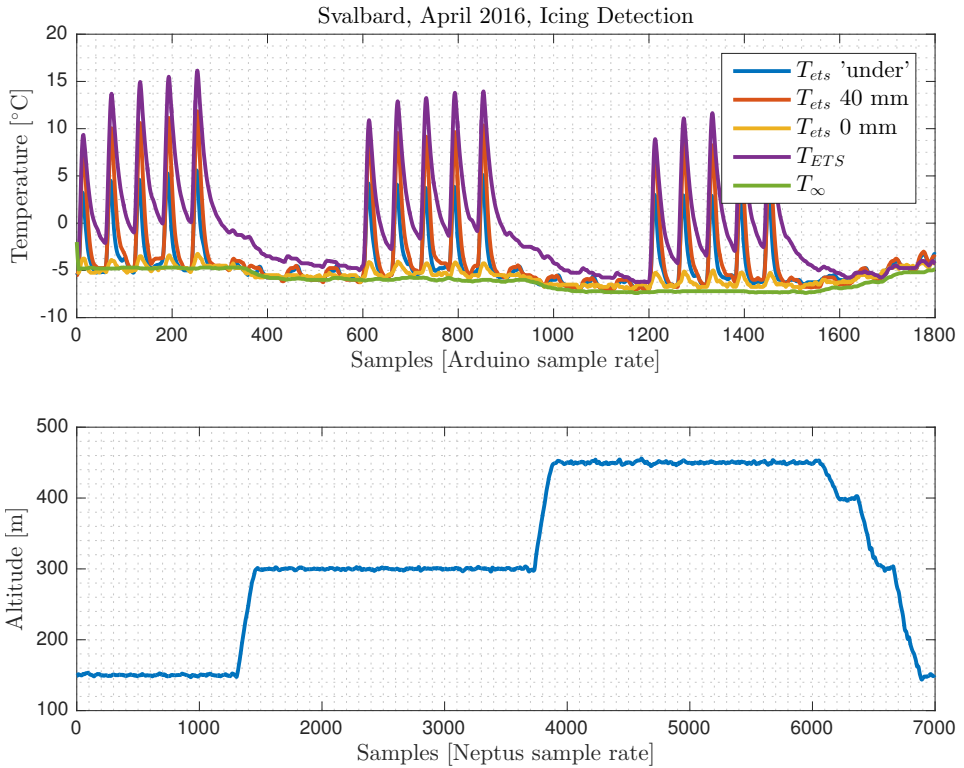 Svalbard, April 2016, Icing Detection
20
15
10
5
0
-5
-10
Temperature [°C]
T_ets 'under'
T_ets 40 mm
T_ets 0 mm
T_ETS
T_∞
0 200 400 600 800 1000 1200 1400 1600 1800
Samples [Arduino sample rate]
500
400
300
200
100
Altitude [m]
0 1000 2000 3000 4000 5000 6000 7000
Samples [Neptus sample rate]